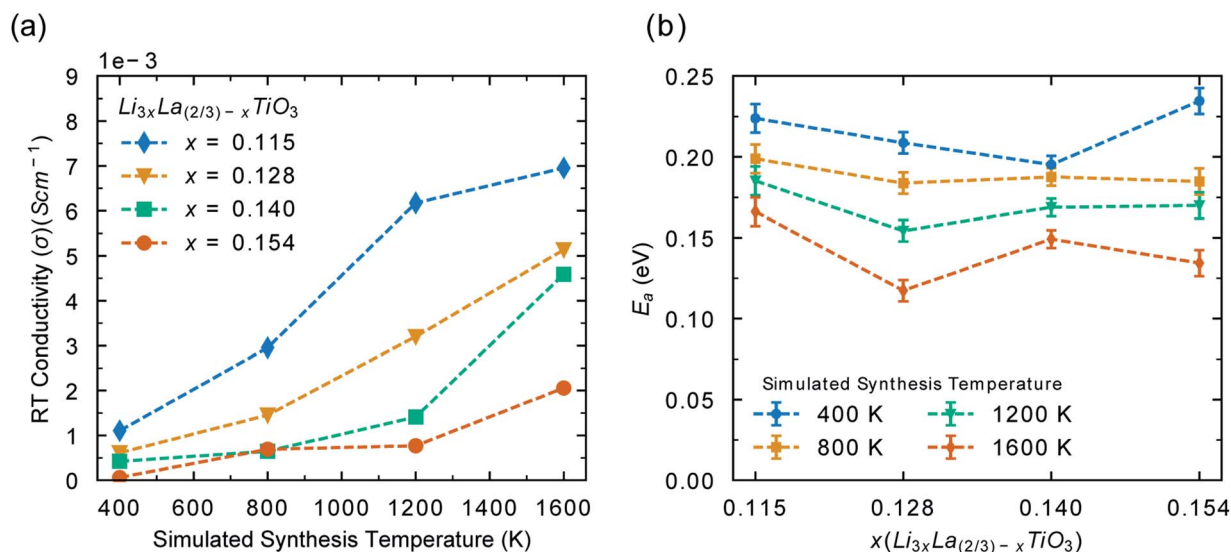 (a)
1e−3
RT Conductivity (σ)(Scm⁻¹)
9
8
7
6
5
4
3
2
1
0
Li₃ₓLa₍₂/₃₎₋ₓTiO₃
x = 0.115
x = 0.128
x = 0.140
x = 0.154
400 600 800 1000 1200 1400 1600
Simulated Synthesis Temperature (K)
(b)
Eₐ (eV)
0.25
0.20
0.15
0.10
0.05
0.00
Simulated Synthesis Temperature
400 K 1200 K
800 K 1600 K
0.115 0.128 0.140 0.154
x(Li₃ₓLa₍₂/₃₎₋ₓTiO₃)